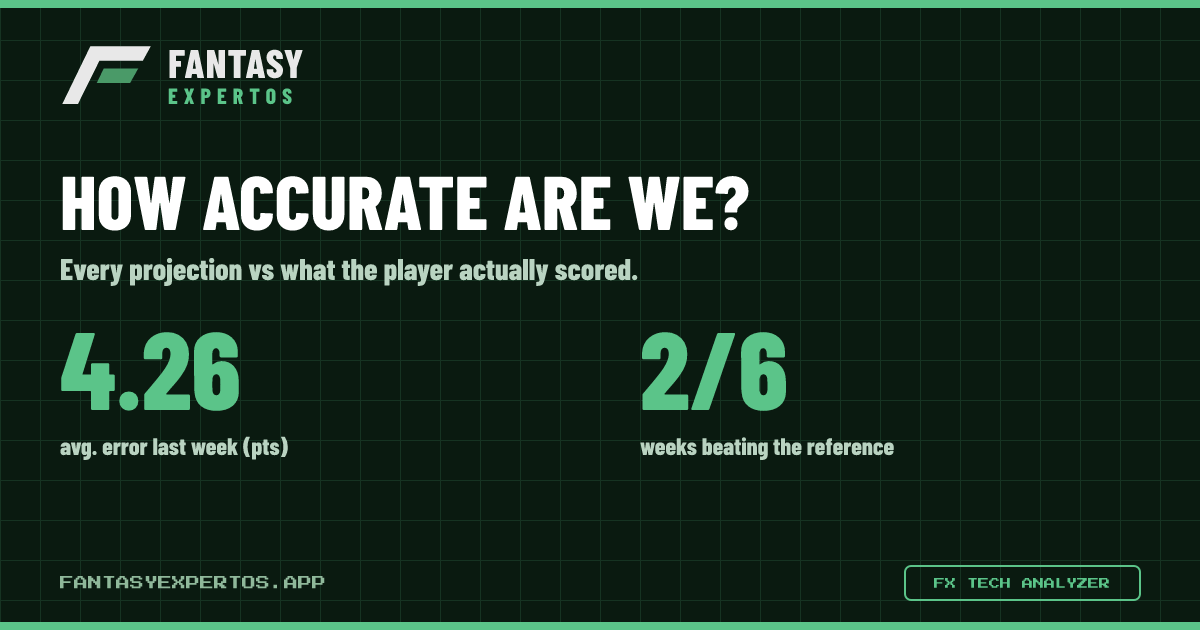 FANTASY
EXPERTOS
HOW ACCURATE ARE WE?
Every projection vs what the player actually scored.
4.26
avg. error last week (pts)
2/6
weeks beating the reference
FANTASYEXPERTOS.APP
FX TECH ANALYZER